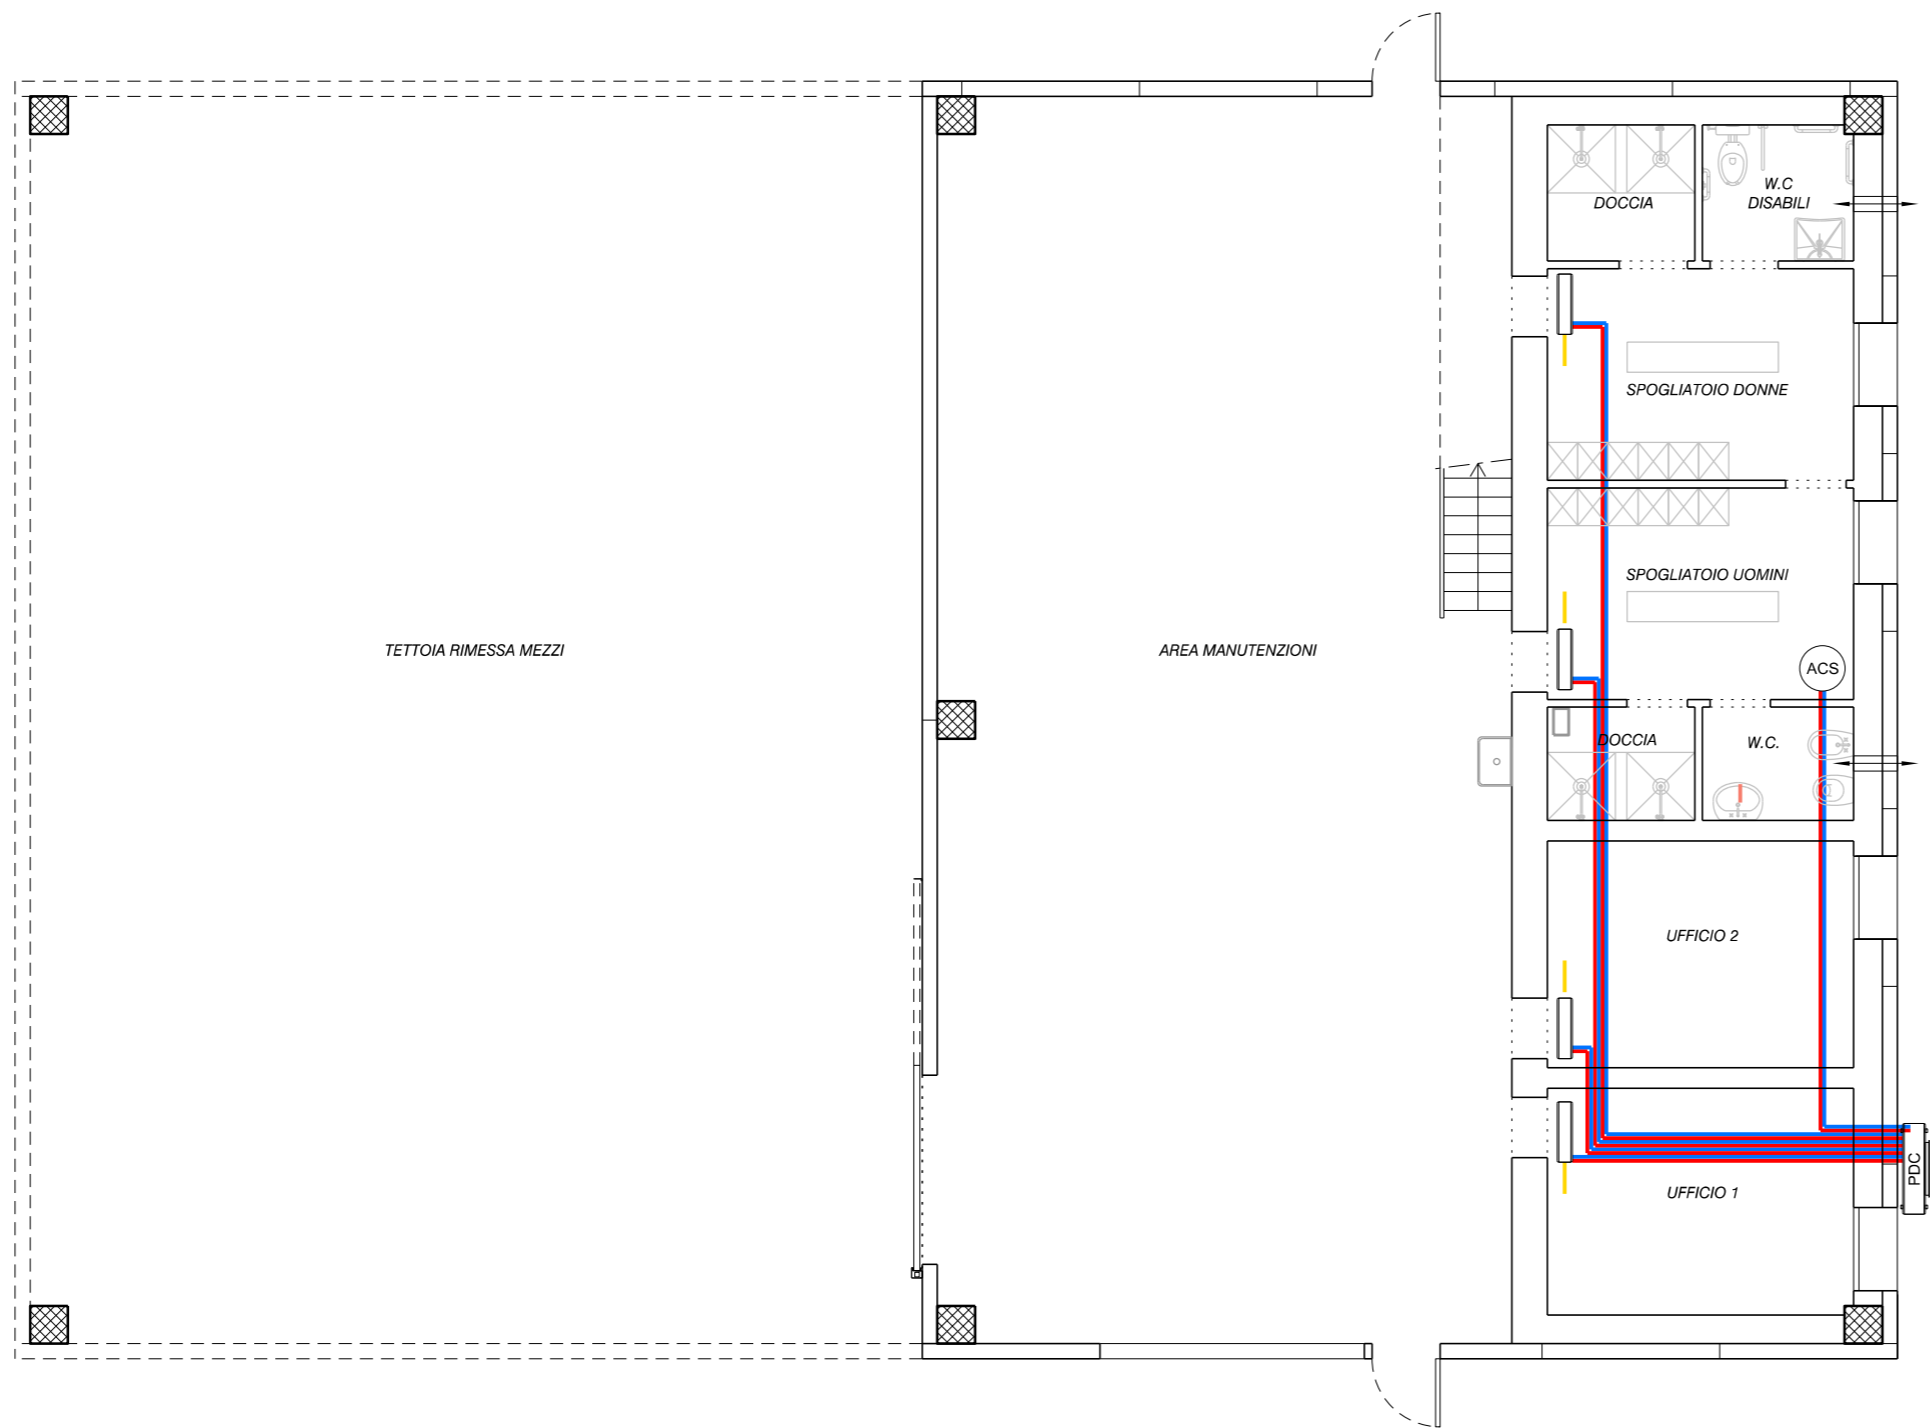 DOCCIA
W.C
DISABILI
SPOGLIATOIO DONNE
SPOGLIATOIO UOMINI
TETTOIA RIMESSA MEZZI
AREA MANUTENZIONI
ACS
DOCCIA
W.C.
UFFICIO 2
PDC
UFFICIO 1